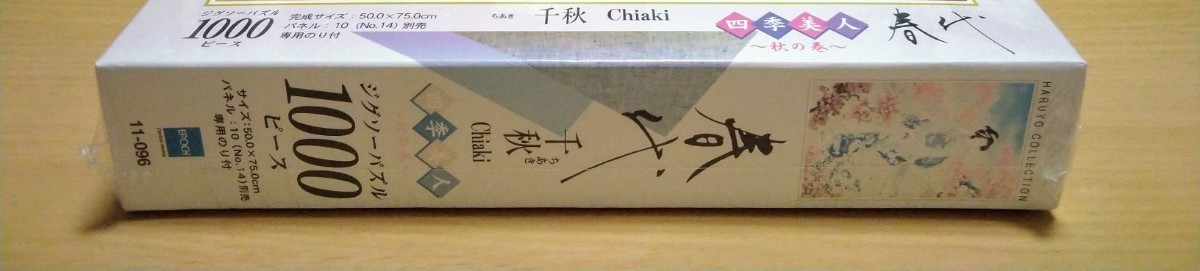 ジグソーパズル
1000
ピース
完成サイズ：50.0×75.0cm
パネル：10（No.14）別売
専用のり付
ちあき
千秋 Chiaki
四季美人
～秋の巻～
春代
HARUYO COLLECTION
春代
ちあき
千秋
Chiaki
季 人
ジグソーパズル
1000
ピース
サイズ：50.0×75.0cm
パネル：10（No.14）別売
専用のり付
EPOCH
11-096